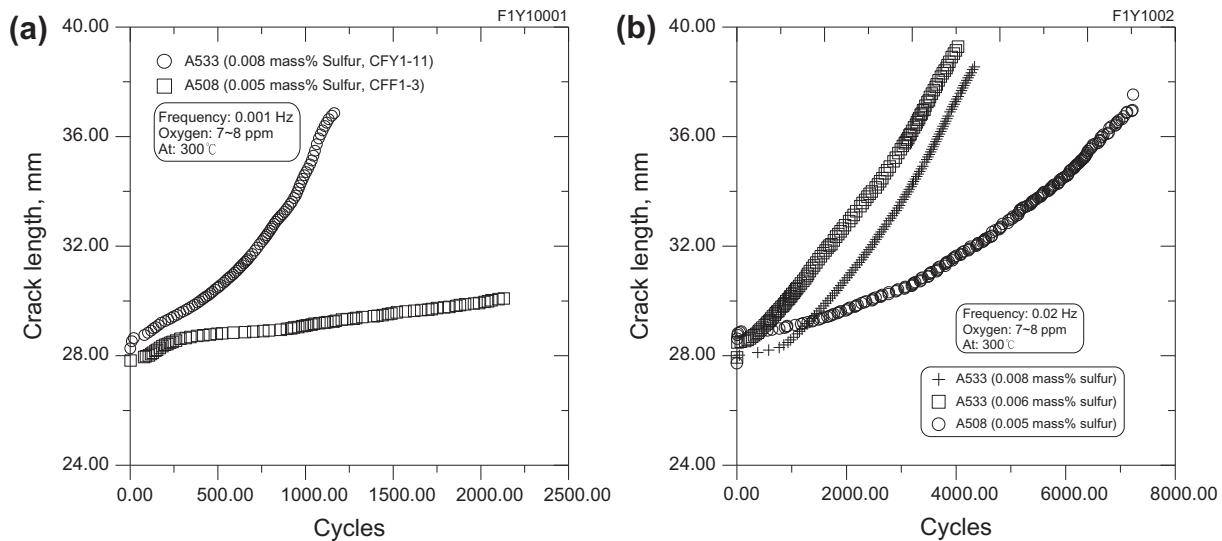 (a)
F1Y10001
40.00
36.00
32.00
28.00
24.00
Crack length, mm
A533 (0.008 mass% Sulfur, CFY1-11)
A508 (0.005 mass% Sulfur, CFF1-3)
Frequency: 0.001 Hz
Oxygen: 7~8 ppm
At: 300℃
0.00 500.00 1000.00 1500.00 2000.00 2500.00
Cycles
(b)
F1Y1002
40.00
36.00
32.00
28.00
24.00
Crack length, mm
Frequency: 0.02 Hz
Oxygen: 7~8 ppm
At: 300℃
A533 (0.008 mass% sulfur)
A533 (0.006 mass% sulfur)
A508 (0.005 mass% sulfur)
0.00 2000.00 4000.00 6000.00 8000.00
Cycles